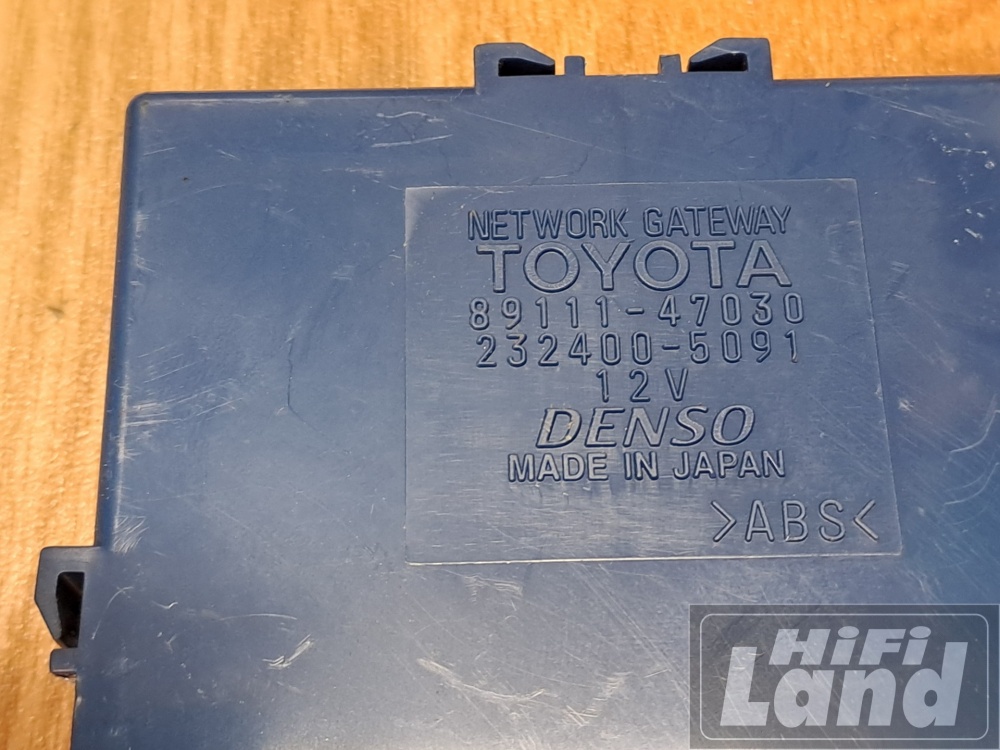 NETWORK GATEWAY
TOYOTA
89111-47030
232400-5091
12V
DENSO
MADE IN JAPAN
>ABS<
HiFi
Land